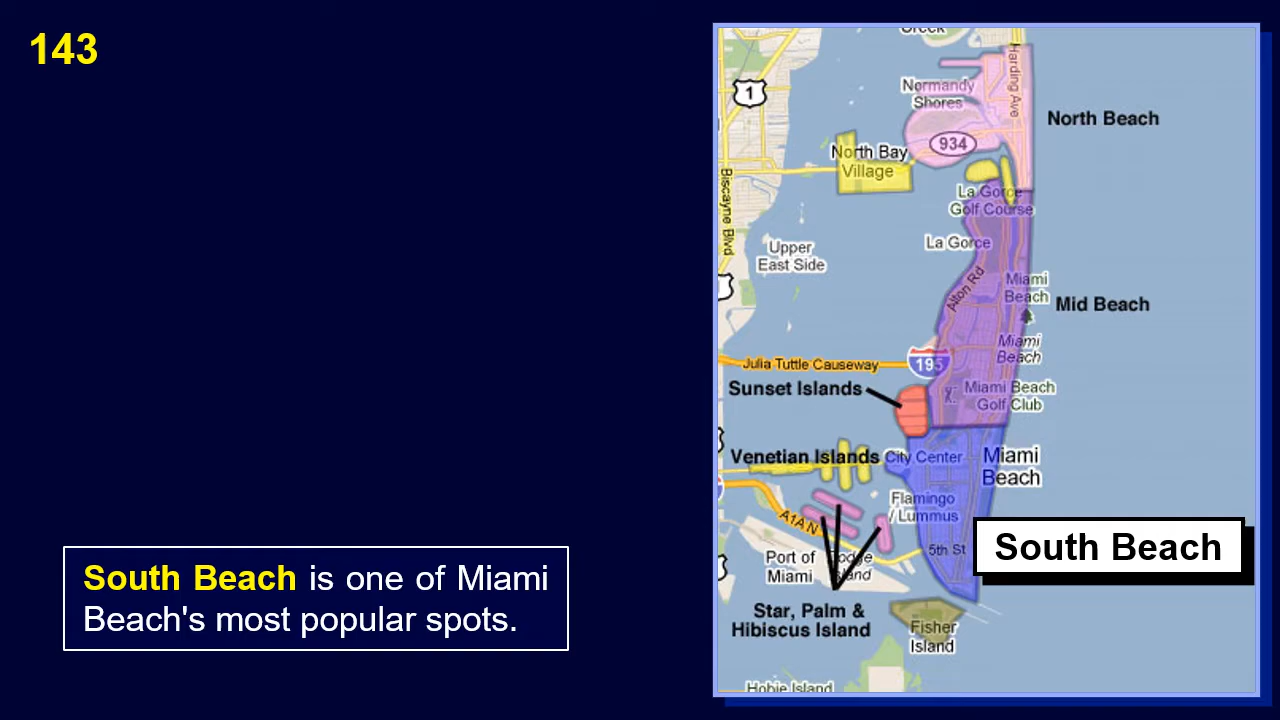 143
Creek
Harding Ave
1
Normandy
Shores
North Beach
934
North Bay
Village
Biscayne Blvd
La Gorce
Golf Course
La Gorce
Upper
East Side
Alton Rd
Miami
Beach
Mid Beach
Miami
Beach
Julia Tuttle Causeway
195
Sunset Islands
Miami Beach
Golf Club
Venetian Islands
City Center
Miami
Beach
Flamingo
/ Lummus
A1A N
South Beach
5th St
Port of
Miami
Dodge
Island
Star, Palm &
Hibiscus Island
Fisher
Island
Hobie Island
South Beach is one of Miami
Beach's most popular spots.